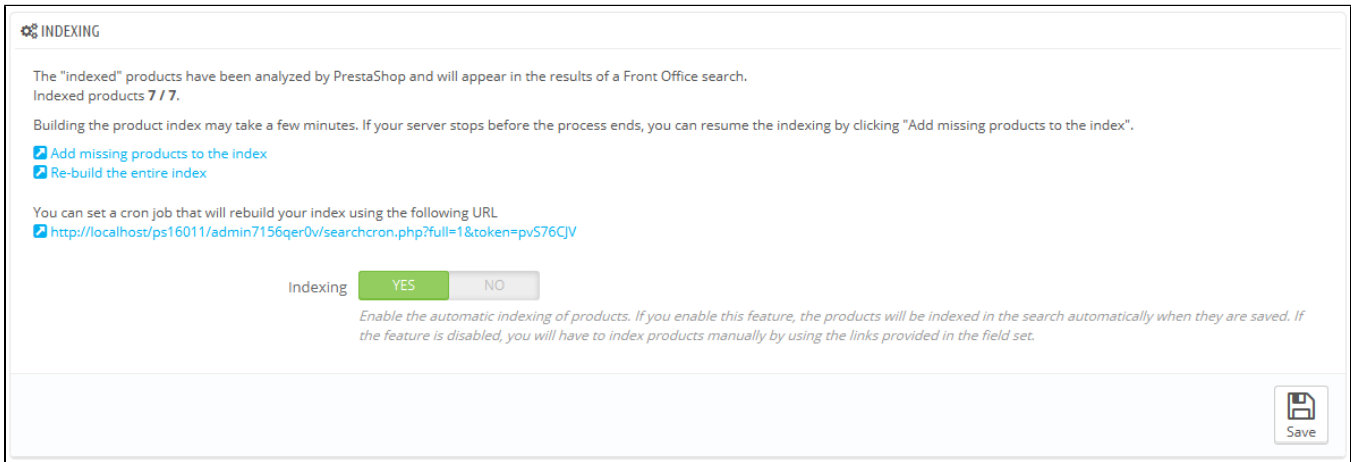 INDEXING
The "indexed" products have been analyzed by PrestaShop and will appear in the results of a Front Office search.
Indexed products 7 / 7.
Building the product index may take a few minutes. If your server stops before the process ends, you can resume the indexing by clicking "Add missing products to the index".
Add missing products to the index
Re-build the entire index
You can set a cron job that will rebuild your index using the following URL
http://localhost/ps16011/admin7156qer0v/searchcron.php?full=1&token=pvS76CJV
Indexing YES NO
Enable the automatic indexing of products. If you enable this feature, the products will be indexed in the search automatically when they are saved. If
the feature is disabled, you will have to index products manually by using the links provided in the field set.
Save